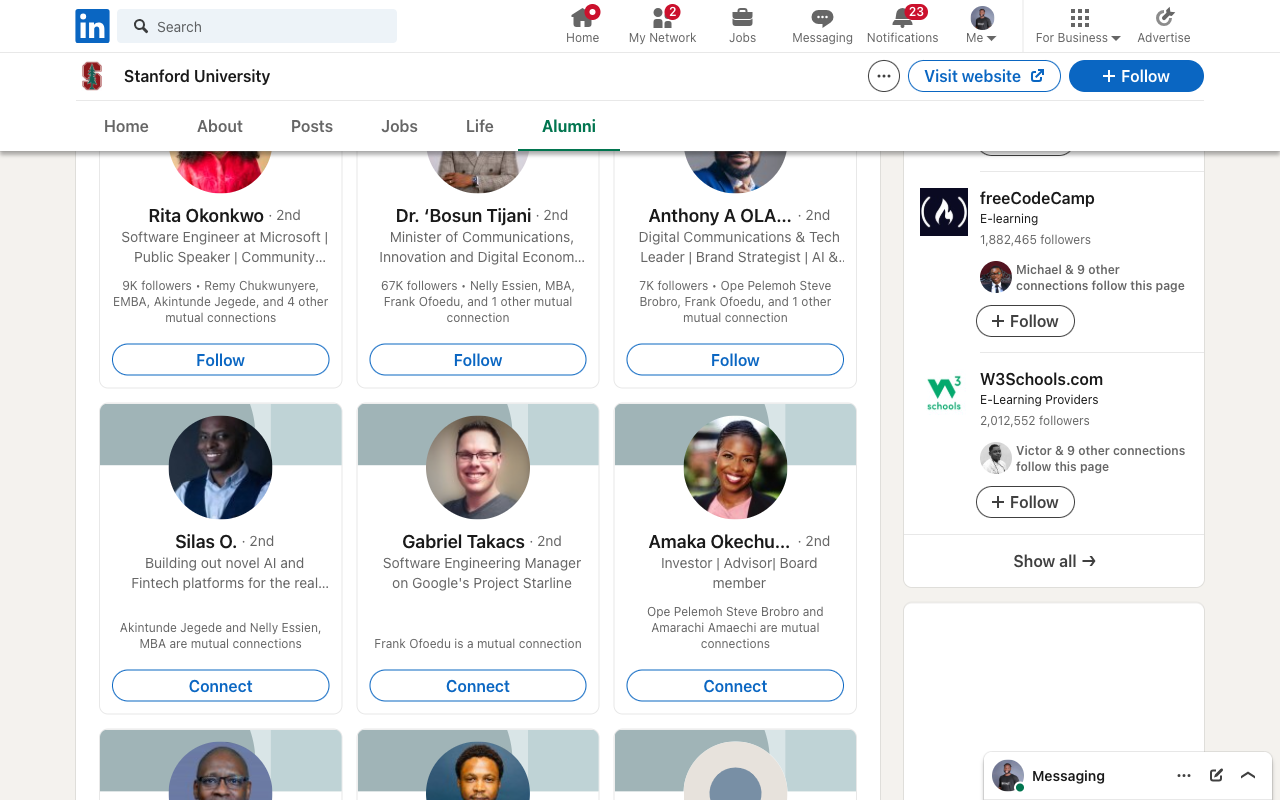 in
Search
Home
2
My Network
Jobs
Messaging
23
Notifications
Me
For Business
Advertise
Stanford University
Visit website
+ Follow
Home
About
Posts
Jobs
Life
Alumni
Rita Okonkwo · 2nd
Software Engineer at Microsoft |
Public Speaker | Community...
9K followers • Remy Chukwunyere,
EMBA, Akintunde Jegede, and 4 other
mutual connections
Follow
Dr. ‘Bosun Tijani · 2nd
Minister of Communications,
Innovation and Digital Econom...
67K followers • Nelly Essien, MBA,
Frank Ofoedu, and 1 other mutual
connection
Follow
Anthony A OLA... · 2nd
Digital Communications & Tech
Leader | Brand Strategist | AI &..
7K followers • Ope Pelemoh Steve
Brobro, Frank Ofoedu, and 1 other
mutual connection
Follow
Silas O. · 2nd
Building out novel AI and
Fintech platforms for the real...
Akintunde Jegede and Nelly Essien,
MBA are mutual connections
Connect
Gabriel Takacs · 2nd
Software Engineering Manager
on Google's Project Starline
Frank Ofoedu is a mutual connection
Connect
Amaka Okechu... · 2nd
Investor | Advisor| Board
member
Ope Pelemoh Steve Brobro and
Amarachi Amaechi are mutual
connections
Connect
freeCodeCamp
E-learning
1,882,465 followers
Michael & 9 other
connections follow this page
+ Follow
W3 schools
W3Schools.com
E-Learning Providers
2,012,552 followers
Victor & 9 other connections
follow this page
+ Follow
Show all →
Messaging